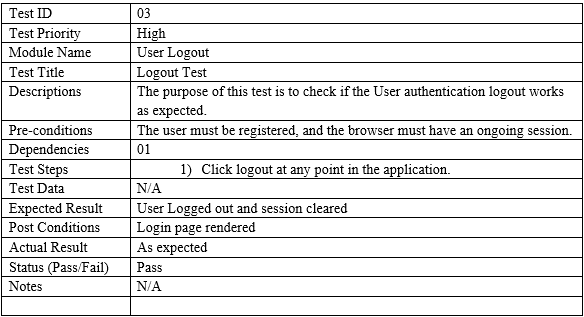 Test ID 03
Test Priority High
Module Name User Logout
Test Title Logout Test
Descriptions The purpose of this test is to check if the User authentication logout works
as expected.
Pre-conditions The user must be registered, and the browser must have an ongoing session.
Dependencies 01
Test Steps 1) Click logout at any point in the application.
Test Data N/A
Expected Result User Logged out and session cleared
Post Conditions Login page rendered
Actual Result As expected
Status (Pass/Fail) Pass
Notes N/A